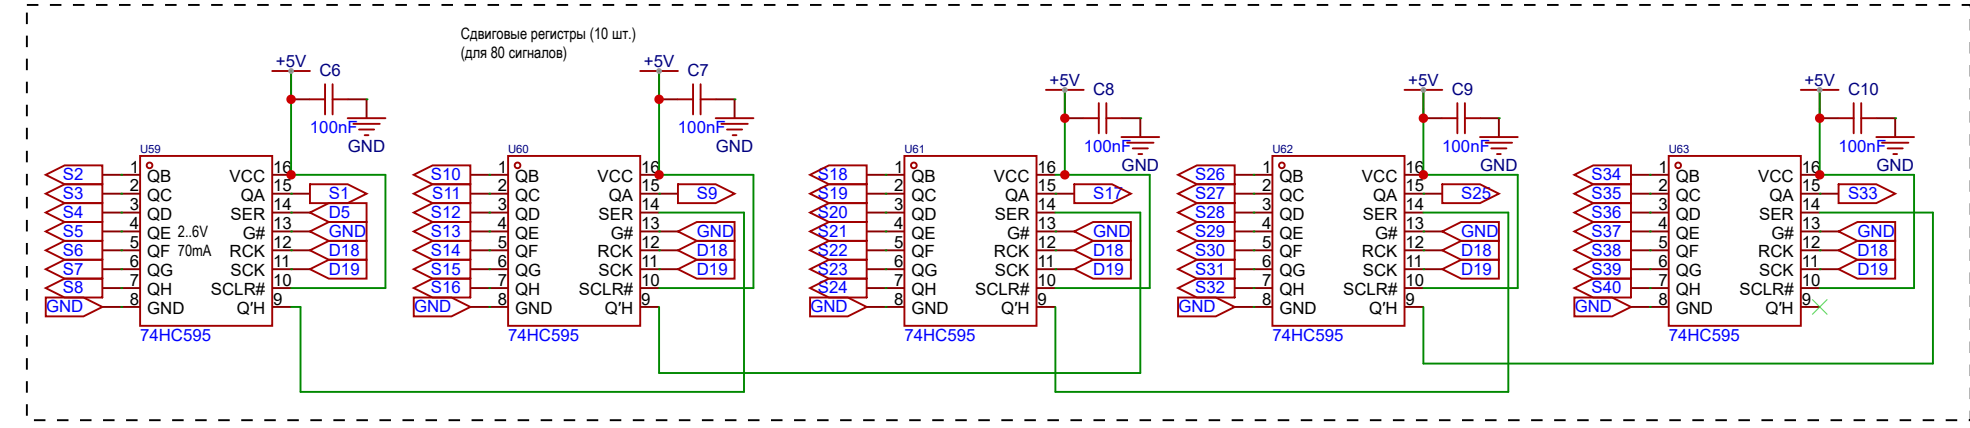 Сдвиговые регистры (10 шт.)
(для 80 сигналов)
+5V C6
100nF
GND
U59
S2 1 QB VCC 16
S3 2 QC QA 15 S1
S4 3 QD SER 14 D5
S5 4 QE 2..6V G# 13 GND
S6 5 QF 70mA RCK 12 D18
S7 6 QG SCK 11 D19
S8 7 QH SCLR# 10
GND 8 GND Q'H 9
74HC595
+5V C7
100nF
GND
U60
S10 1 QB VCC 16
S11 2 QC QA 15 S9
S12 3 QD SER 14
S13 4 QE G# 13 GND
S14 5 QF RCK 12 D18
S15 6 QG SCK 11 D19
S16 7 QH SCLR# 10
GND 8 GND Q'H 9
74HC595
+5V C8
100nF
GND
U61
S18 1 QB VCC 16
S19 2 QC QA 15 S17
S20 3 QD SER 14
S21 4 QE G# 13 GND
S22 5 QF RCK 12 D18
S23 6 QG SCK 11 D19
S24 7 QH SCLR# 10
GND 8 GND Q'H 9
74HC595
+5V C9
100nF
GND
U62
S26 1 QB VCC 16
S27 2 QC QA 15 S25
S28 3 QD SER 14
S29 4 QE G# 13 GND
S30 5 QF RCK 12 D18
S31 6 QG SCK 11 D19
S32 7 QH SCLR# 10
GND 8 GND Q'H 9
74HC595
+5V C10
100nF
GND
U63
S34 1 QB VCC 16
S35 2 QC QA 15 S33
S36 3 QD SER 14
S37 4 QE G# 13 GND
S38 5 QF RCK 12 D18
S39 6 QG SCK 11 D19
S40 7 QH SCLR# 10
GND 8 GND Q'H 9
74HC595